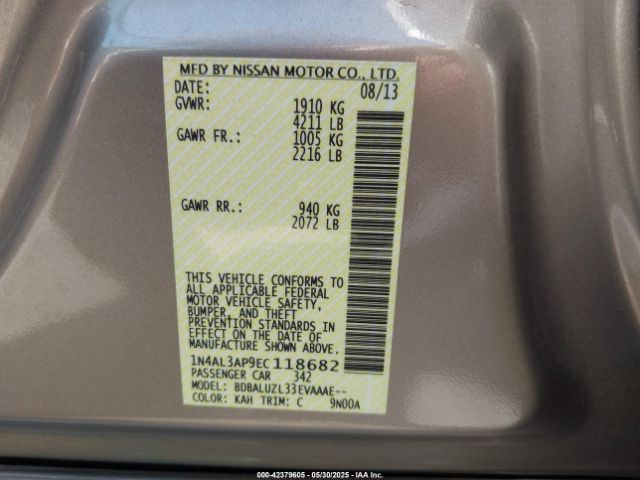 MFD BY NISSAN MOTOR CO., LTD.
DATE: 08/13
GVWR: 1910 KG
4211 LB
GAWR FR.: 1005 KG
2216 LB
GAWR RR.: 940 KG
2072 LB
THIS VEHICLE CONFORMS TO
ALL APPLICABLE FEDERAL
MOTOR VEHICLE SAFETY,
BUMPER, AND THEFT
PREVENTION STANDARDS IN
EFFECT ON THE DATE OF
MANUFACTURE SHOWN ABOVE.
1N4AL3AP9EC118682
PASSENGER CAR 342
MODEL: BDBALUZL33EVAAAE--
COLOR: KAH TRIM: C 9N00A
000-42379605 - 05/30/2025 - IAA Inc.